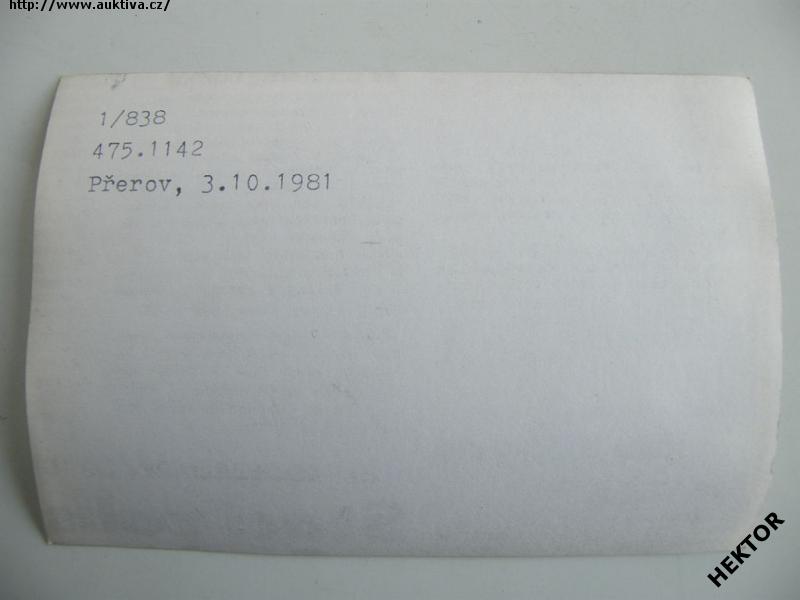 http://www.auktiva.cz/
1/838
475.1142
Přerov, 3.10.1981
HEKTOR